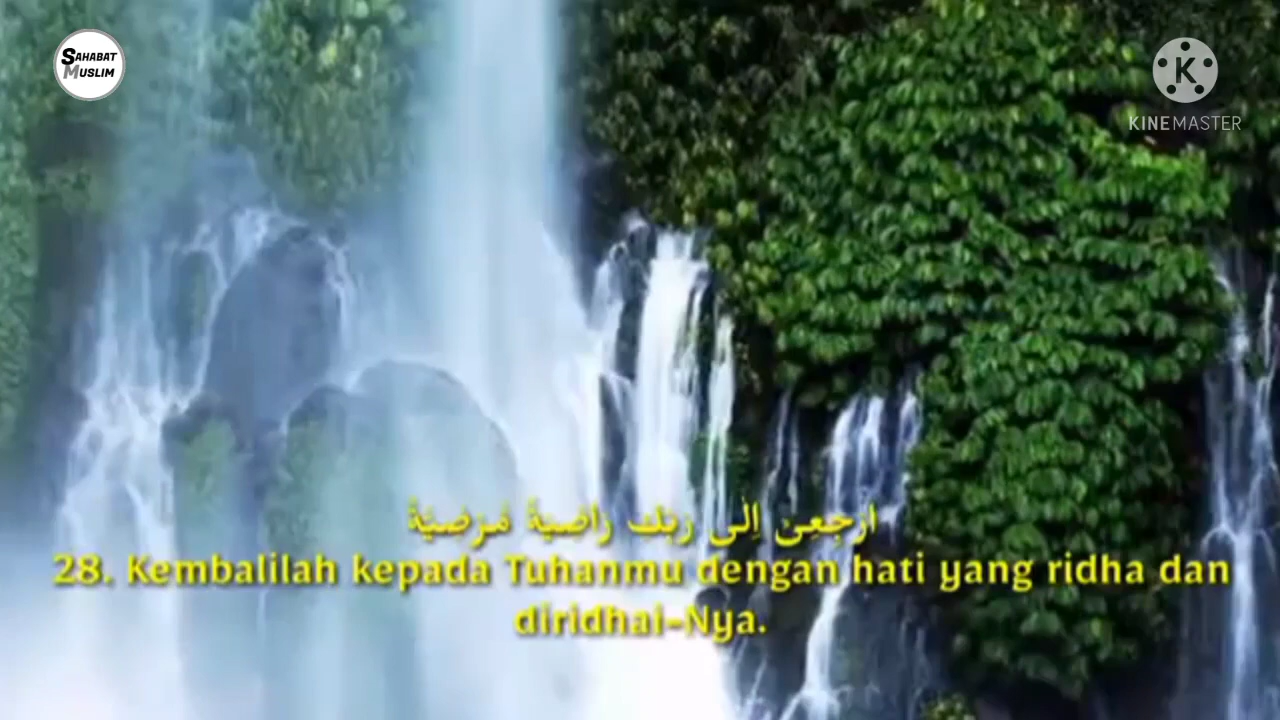 SAHABAT
MUSLIM
K
KINEMASTER
ارْجِعِيْٓ اِلٰى رَبِّكِ رَاضِيَةً مَّرْضِيَّةً
28. Kembalilah kepada Tuhanmu dengan hati yang ridha dan
diridhai-Nya.